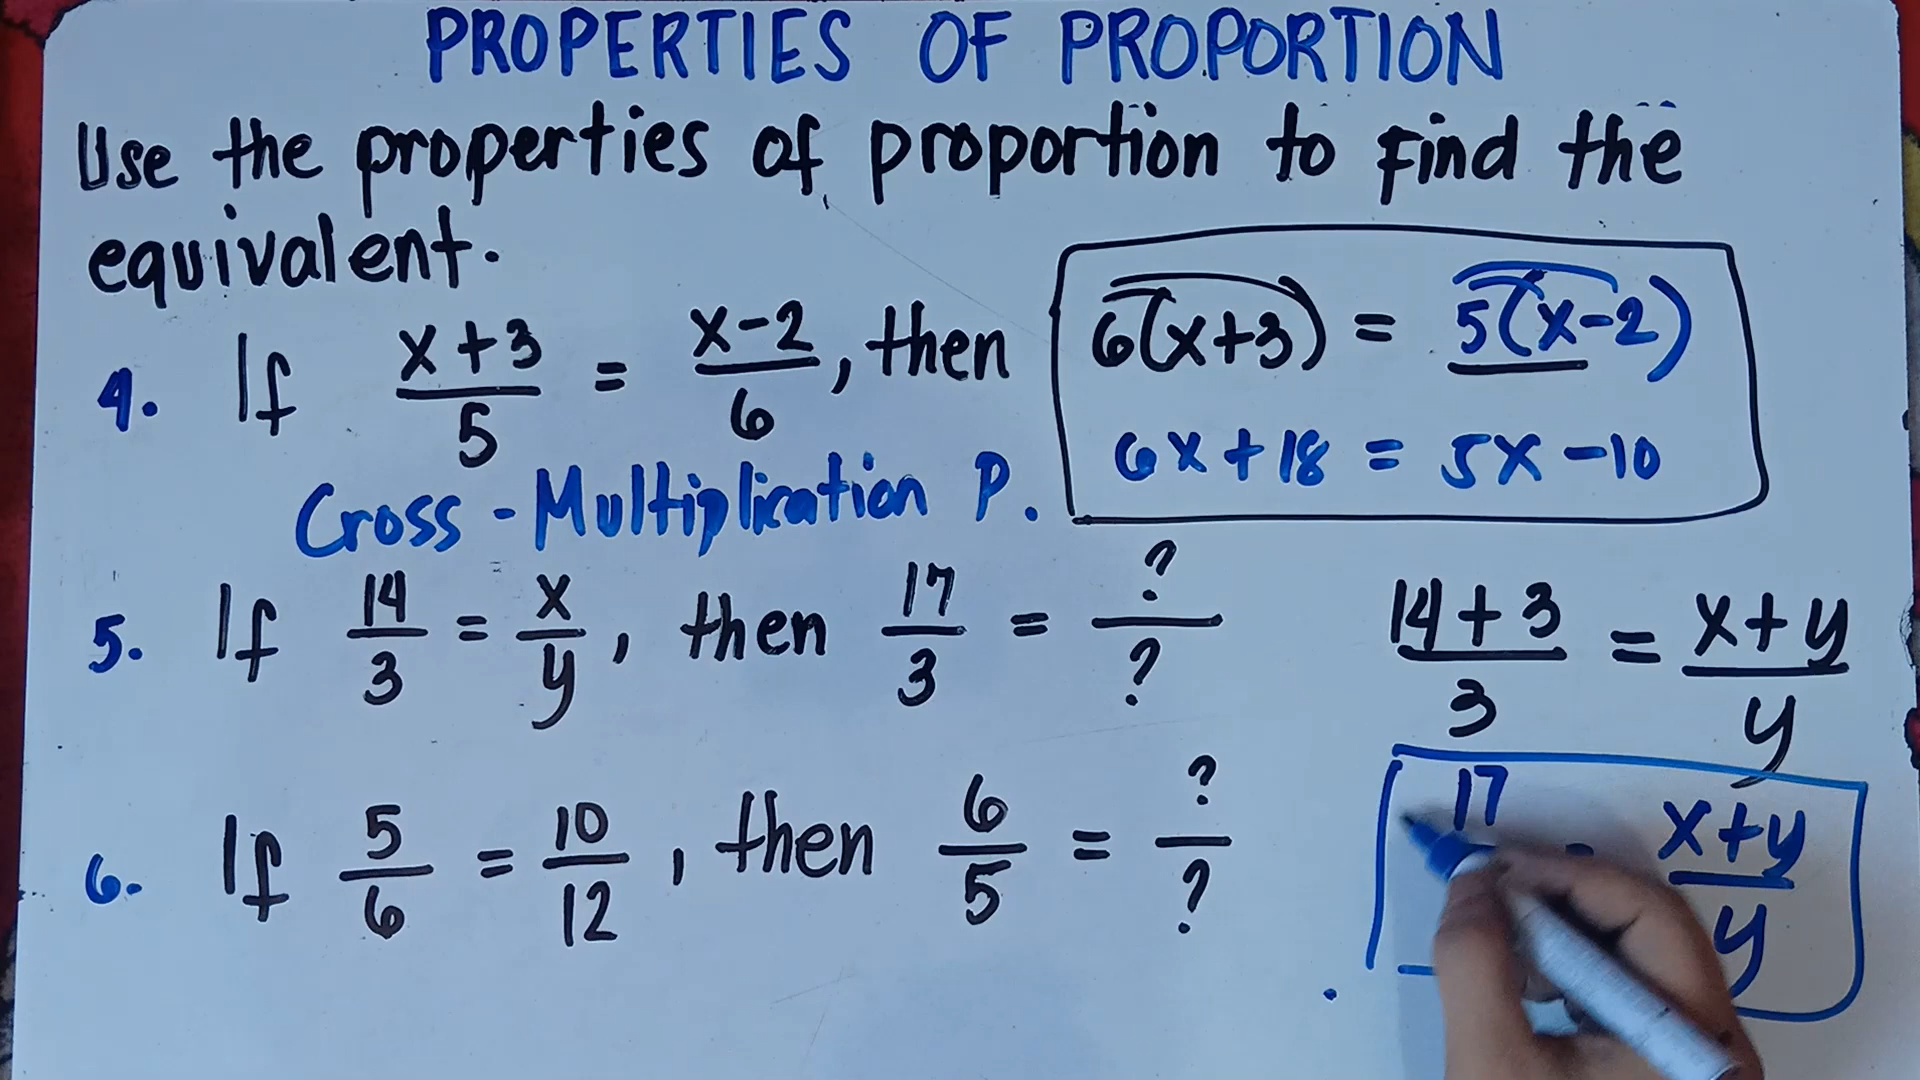 PROPERTIES OF PROPORTION
Use the properties of proportion to Find the
equivalent.
4. If (x+3)/5 = (x-2)/6, then 6(x+3) = 5(x-2)
6x+18 = 5x-10
Cross-Multiplication P.
5. If 14/3 = x/y, then 17/3 = ?/? (14+3)/3 = (x+y)/y
17 (x+y)/y
6. If 5/6 = 10/12, then 6/5 = ?/?